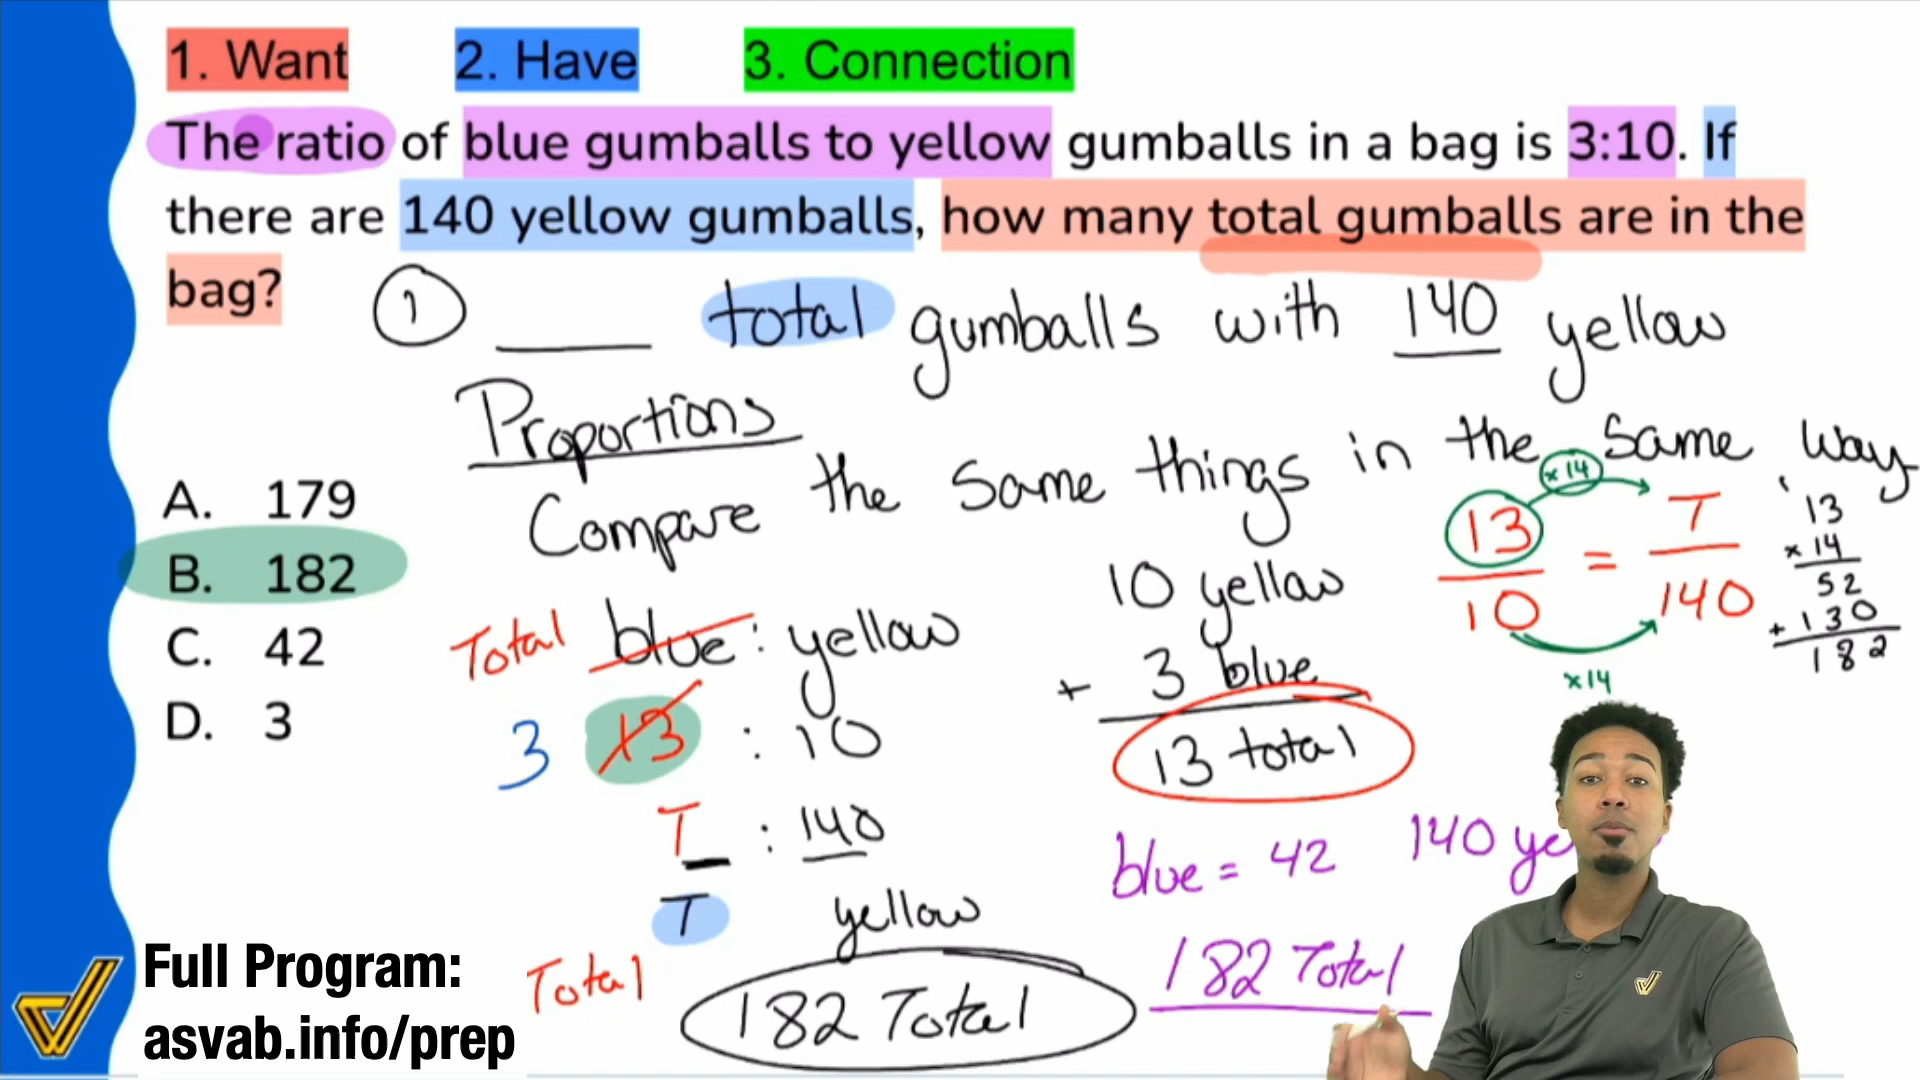 1. Want 2. Have 3. Connection
The ratio of blue gumballs to yellow gumballs in a bag is 3:10. If
there are 140 yellow gumballs, how many total gumballs are in the
bag?
1 ____ total gumballs with 140 yellow
Proportions
Compare the same things in the same way
A. 179
B. 182
C. 42
D. 3
Total blue : yellow
3 13 : 10
T : 140
T yellow
Total 182 Total
10 yellow
+ 3 blue
13 total
x14
13/10 = T/140
x14
13
x 14
52
+ 130
182
blue = 42 140 ye
182 Total
Full Program:
asvab.info/prep